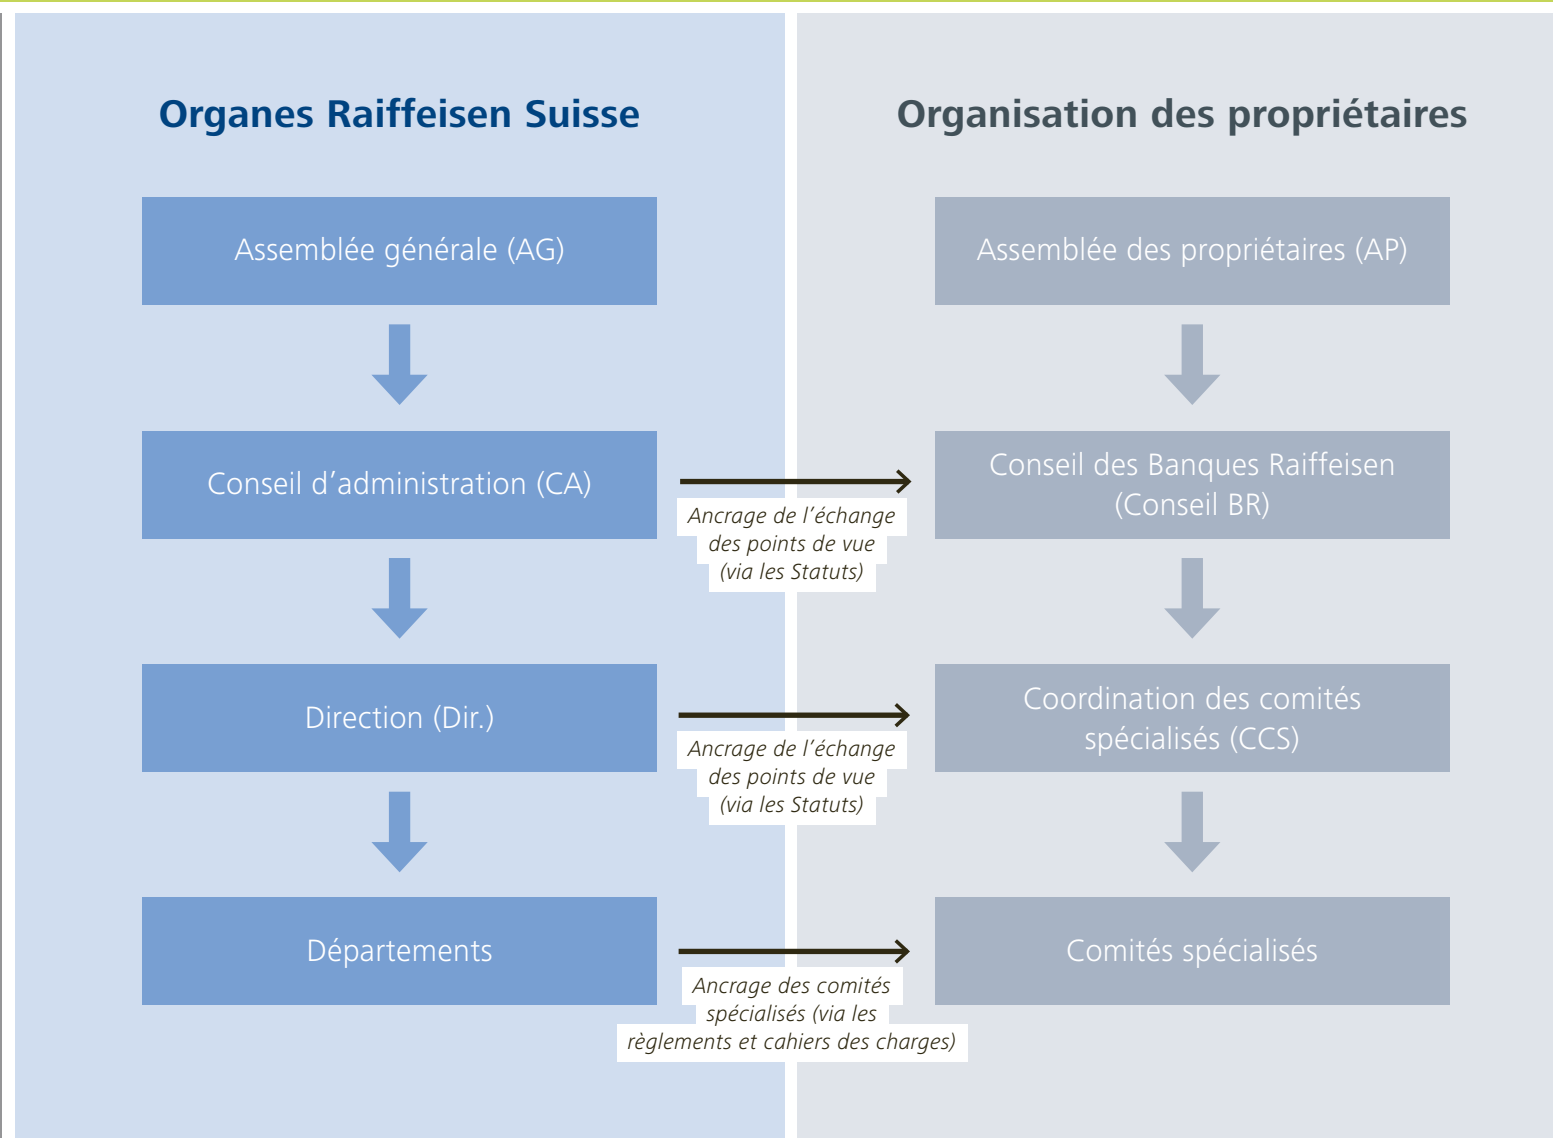 Organes Raiffeisen Suisse
Assemblée générale (AG)
Conseil d’administration (CA)
Direction (Dir.)
Départements
Ancrage de l’échange
des points de vue
(via les Statuts)
Ancrage de l’échange
des points de vue
(via les Statuts)
Ancrage des comités
spécialisés (via les
règlements et cahiers des charges)
Organisation des propriétaires
Assemblée des propriétaires (AP)
Conseil des Banques Raiffeisen
(Conseil BR)
Coordination des comités
spécialisés (CCS)
Comités spécialisés